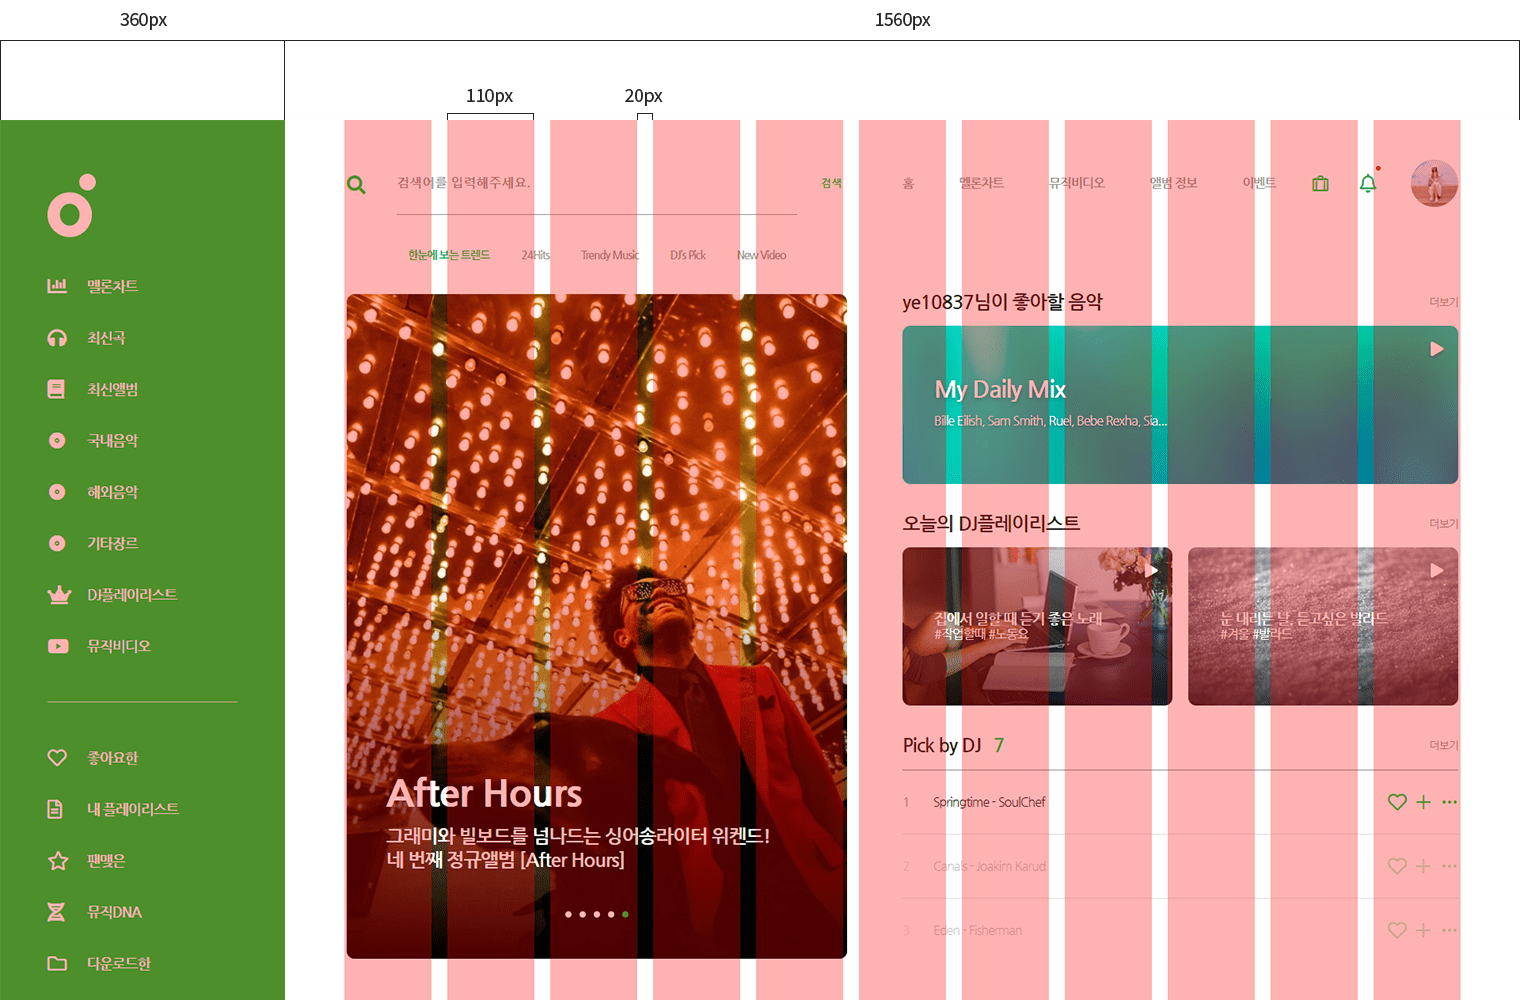 360px
1560px
110px
20px
멜론차트
최신곡
최신앨범
국내음악
해외음악
기타장르
DJ플레이리스트
뮤직비디오
좋아요한
내 플레이리스트
팬맺은
뮤직DNA
다운로드한
검색어를 입력해주세요.
검색
한눈에 보는 트렌드
24Hits
Trendy Music
DJ's Pick
New Video
After Hours
그래미와 빌보드를 넘나드는 싱어송라이터 위켄드!
네 번째 정규앨범 [After Hours]
홈
멜론차트
뮤직비디오
앨범 정보
이벤트
ye10837님이 좋아할 음악
더보기
My Daily Mix
Bille Eilish, Sam Smith, Ruel, Bebe Rexha, Sia...
오늘의 DJ플레이리스트
더보기
집에서 일할 때 듣기 좋은 노래
#작업할때 #노동요
눈 내리는 날, 듣고싶은 발라드
#겨울 #발라드
Pick by DJ 7
더보기
1 Springtime - SoulChef
2 Canals - Joakim Karud
3 Eden - Fisherman